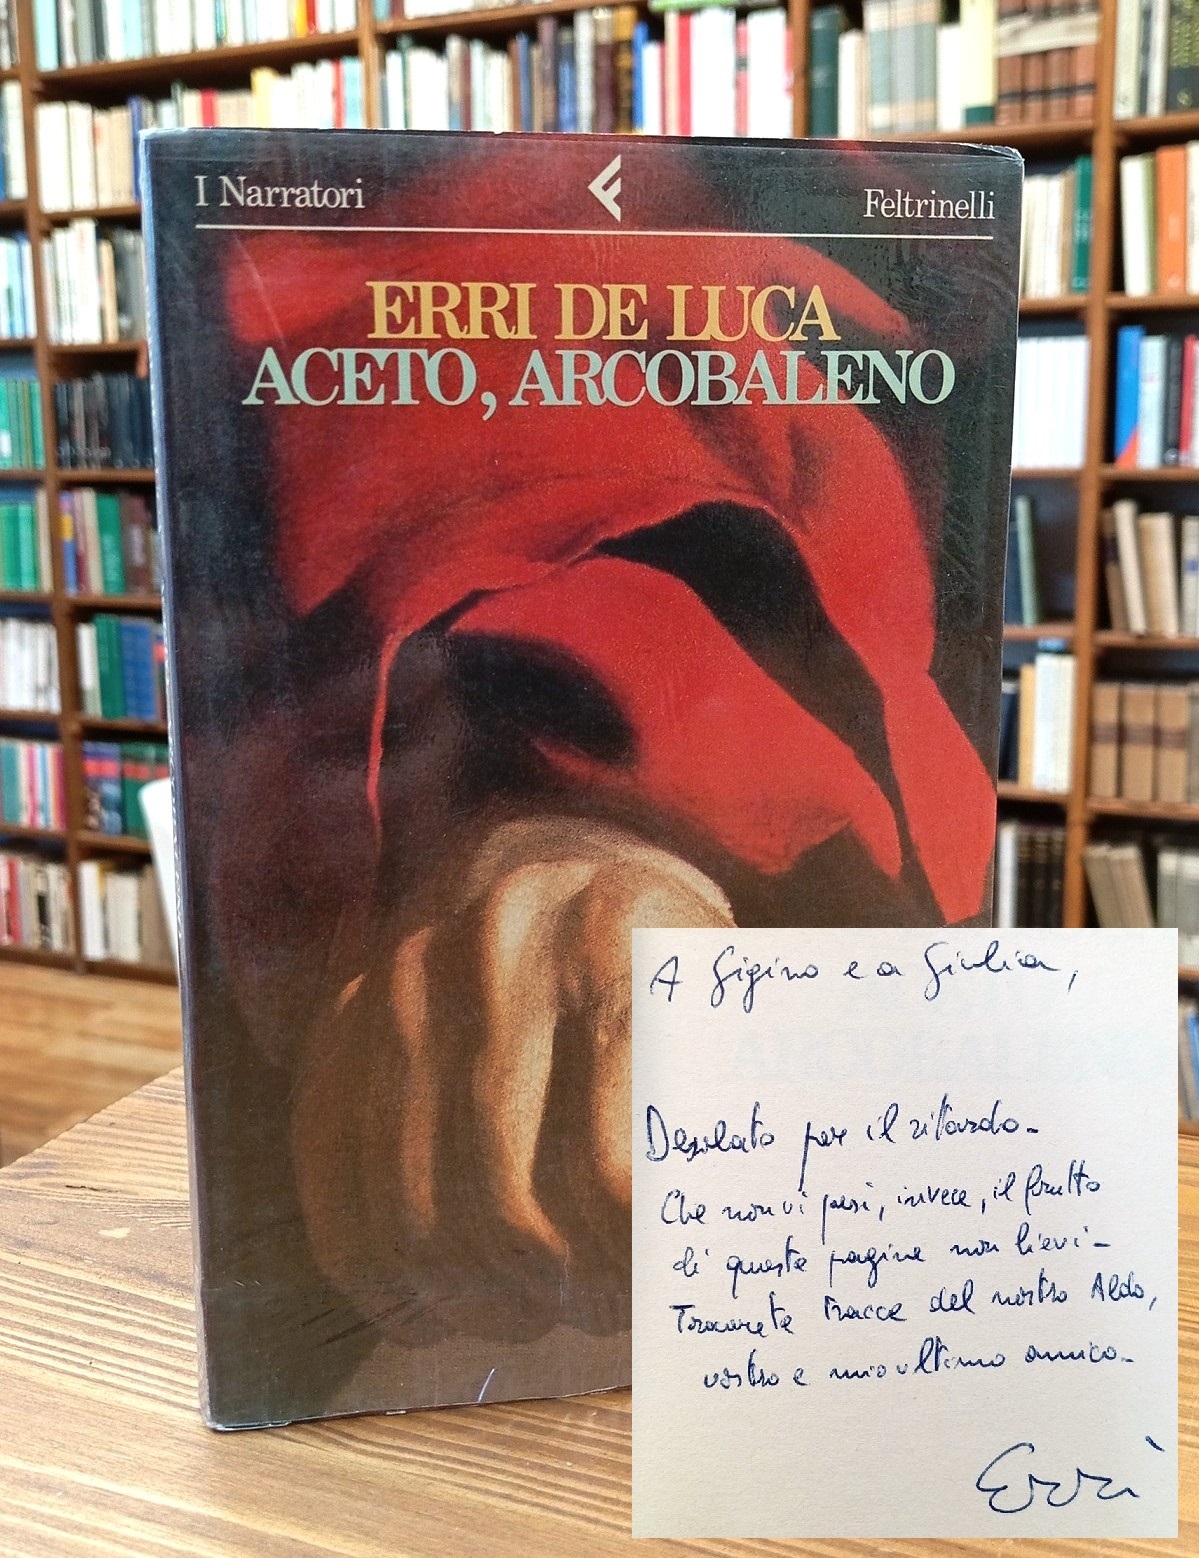 I Narratori
Feltrinelli
ERRI DE LUCA
ACETO, ARCOBALENO
A Gigino e a Giulia,
Desolato per il ritardo-
Che non vi pesi, invece, il frutto
di queste pagine non lievi-
Troverete tracce del nostro Aldo,
vostro e mio ultimo amico-
Erri